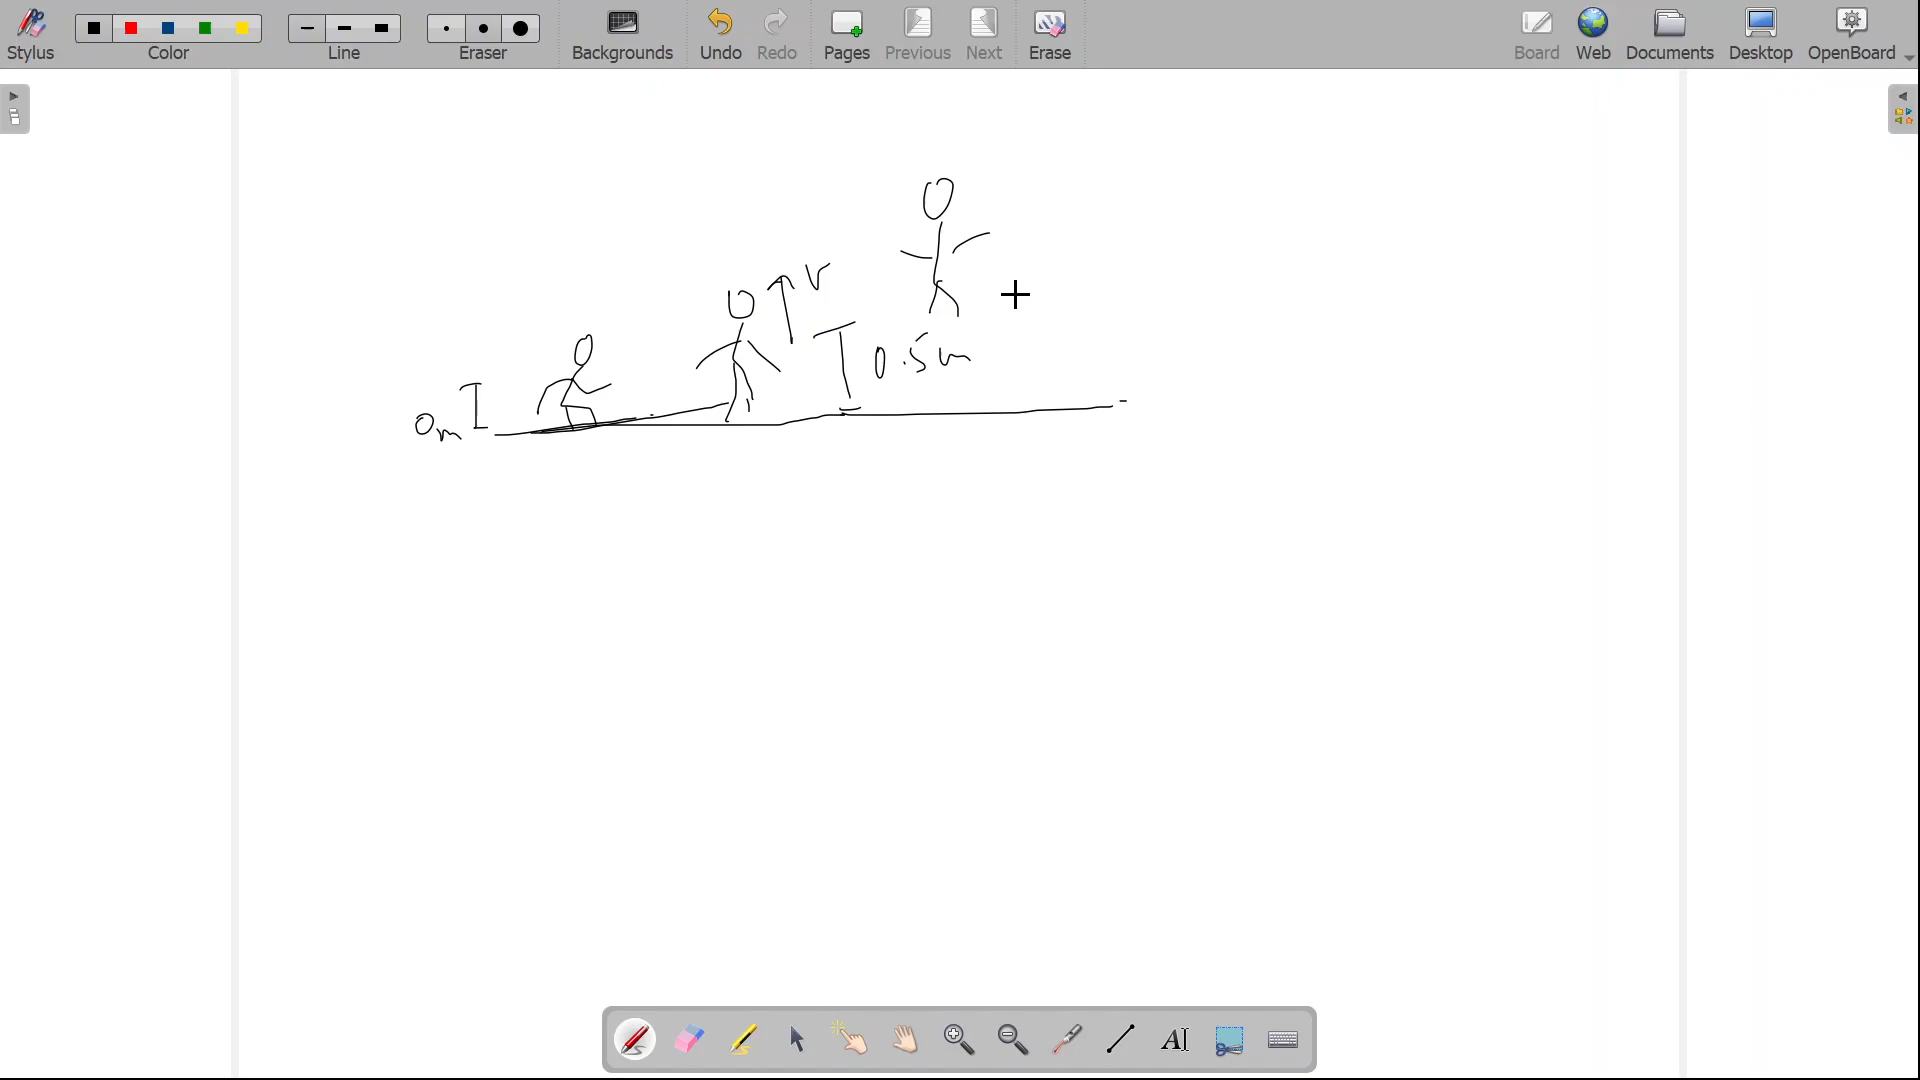 Stylus Color Line Eraser Backgrounds Undo Redo Pages Previous Next Erase Board Web Documents Desktop OpenBoard
v
0.5m
0m